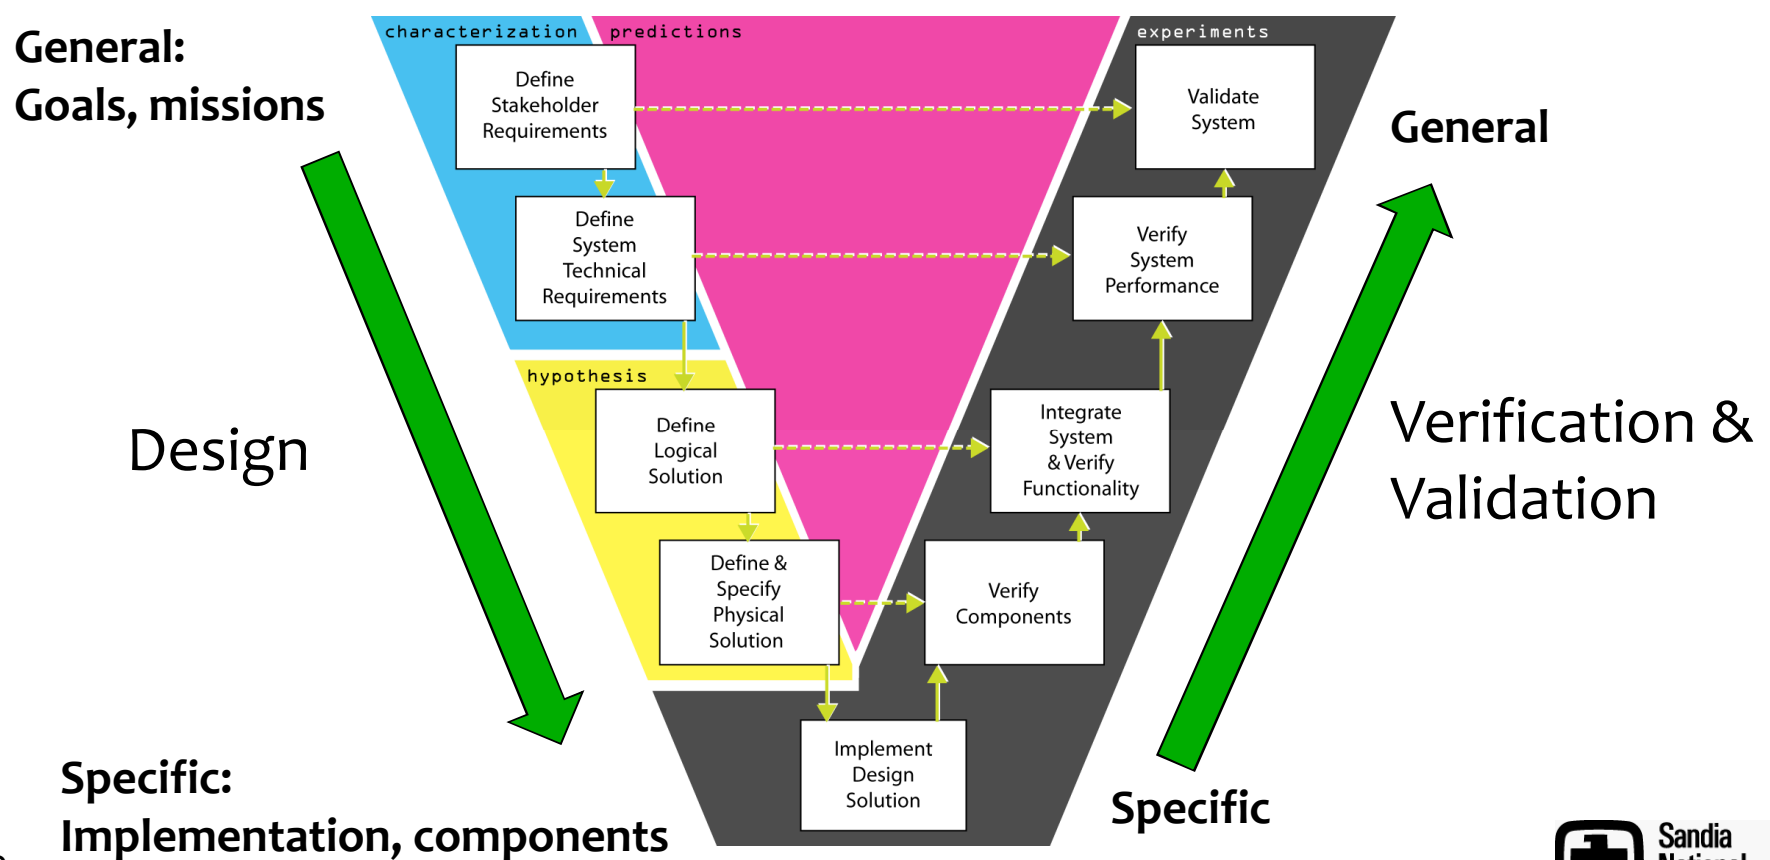 General:
Goals, missions
characterization
predictions
experiments
Define
Stakeholder
Requirements
Validate
System
General
Define
System
Technical
Requirements
Verify
System
Performance
hypothesis
Design
Define
Logical
Solution
Integrate
System
& Verify
Functionality
Verification &
Validation
Define &
Specify
Physical
Solution
Verify
Components
Implement
Design
Solution
Specific:
Implementation, components
Specific
Sandia
National